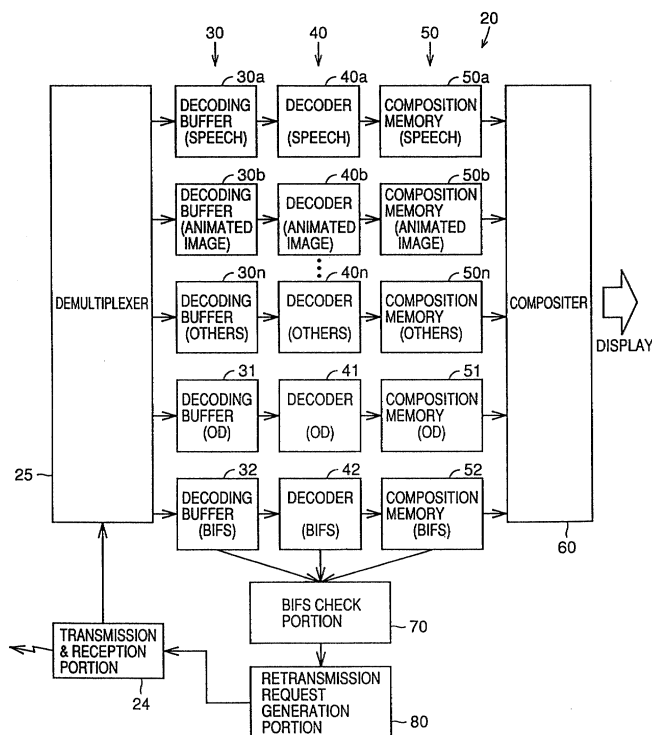 30
40
50
20
30a
40a
50a
DECODING
BUFFER
(SPEECH)
DECODER
(SPEECH)
COMPOSITION
MEMORY
(SPEECH)
30b
40b
50b
DECODING
BUFFER
(ANIMATED
IMAGE)
DECODER
(ANIMATED
IMAGE)
COMPOSITION
MEMORY
(ANIMATED
IMAGE)
30n
40n
50n
DEMULTIPLEXER
DECODING
BUFFER
(OTHERS)
DECODER
(OTHERS)
COMPOSITION
MEMORY
(OTHERS)
COMPOSITER
DISPLAY
31
41
51
DECODING
BUFFER
(OD)
DECODER
(OD)
COMPOSITION
MEMORY
(OD)
25
32
42
52
DECODING
BUFFER
(BIFS)
DECODER
(BIFS)
COMPOSITION
MEMORY
(BIFS)
60
BIFS CHECK
PORTION
70
TRANSMISSION
& RECEPTION
PORTION
24
RETRANSMISSION
REQUEST
GENERATION
PORTION
80